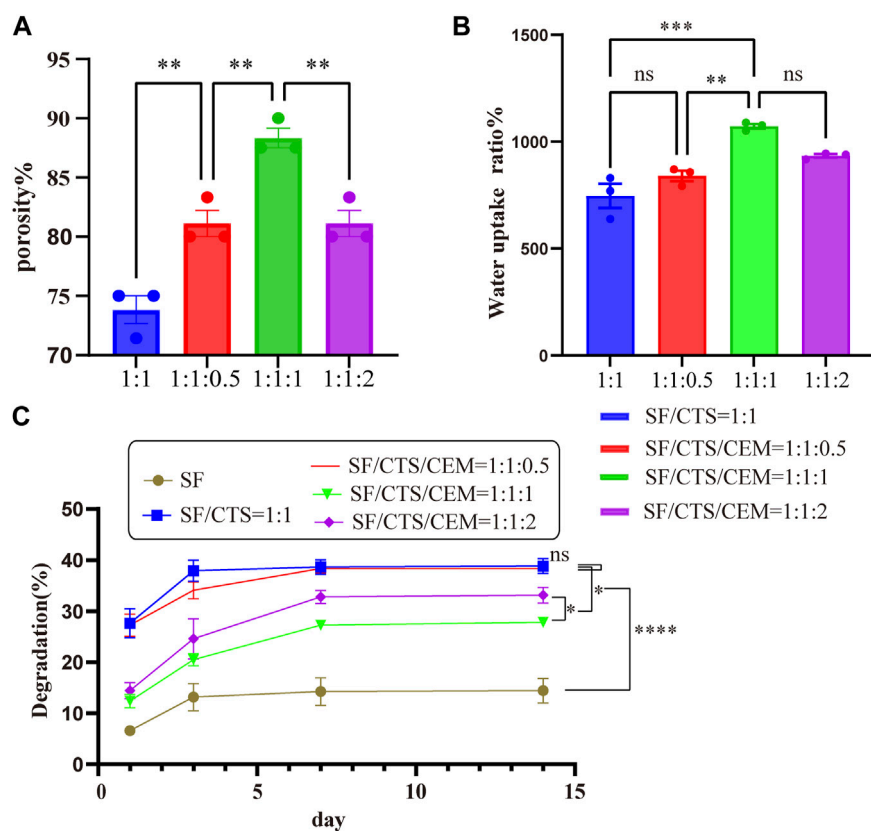 A
porosity%
95
90
85
80
75
70
** ** **
1:1 1:1:0.5 1:1:1 1:1:2
B
Water uptake ratio%
1500
1000
500
0
***
ns ** ns
1:1 1:1:0.5 1:1:1 1:1:2
SF/CTS=1:1
SF/CTS/CEM=1:1:0.5
SF/CTS/CEM=1:1:1
SF/CTS/CEM=1:1:2
C
SF
SF/CTS=1:1
SF/CTS/CEM=1:1:0.5
SF/CTS/CEM=1:1:1
SF/CTS/CEM=1:1:2
Degradation(%)
50
40
30
20
10
0
ns
*
*
****
0 5 10 15
day